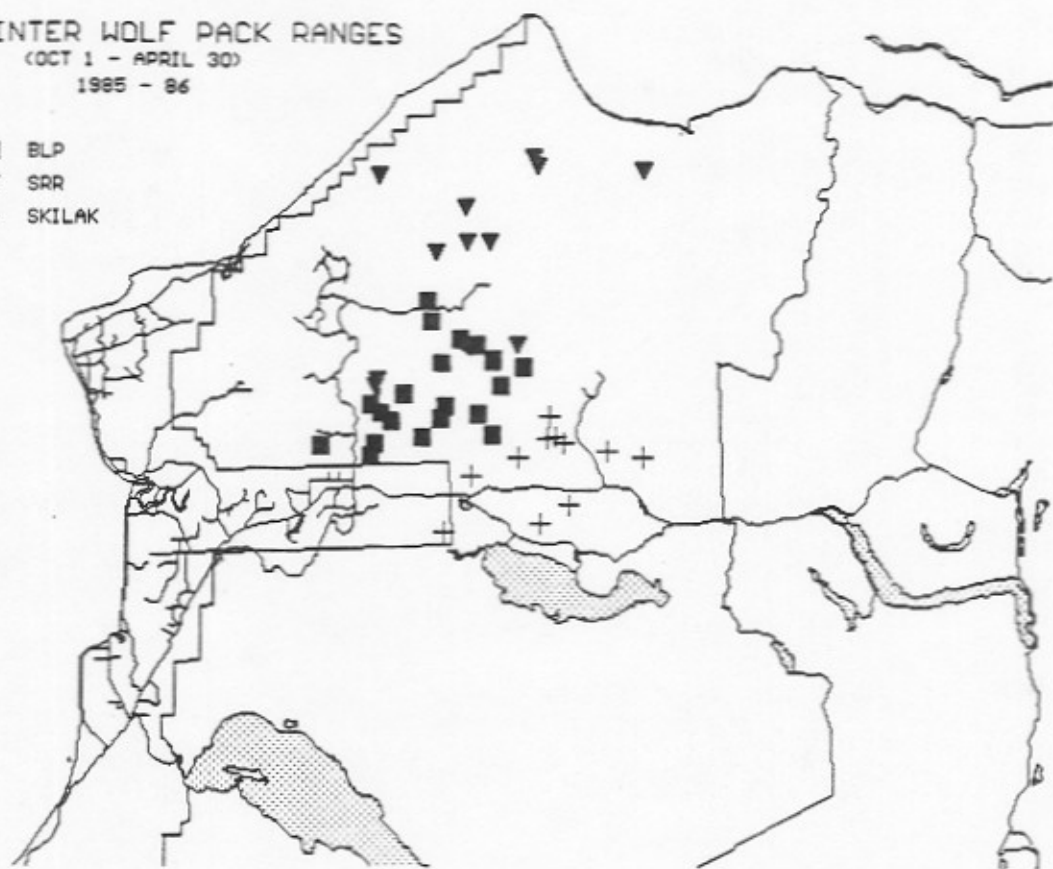 INTER WOLF PACK RANGES
(OCT 1 - APRIL 30)
1985 - 86
BLP
SRR
SKILAK